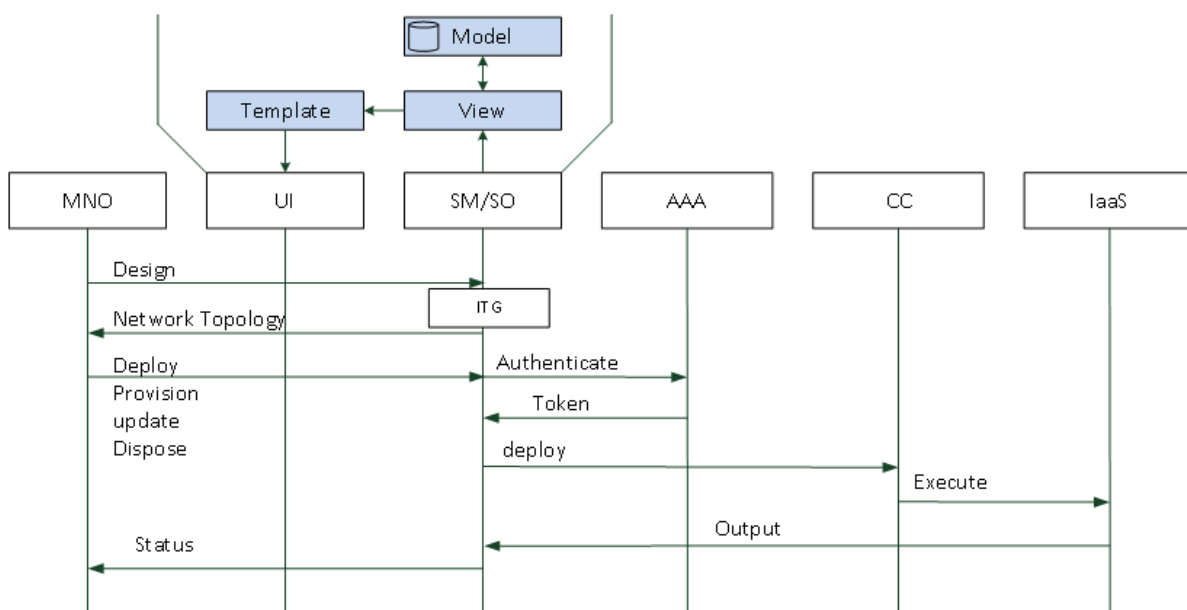 Model
Template
View
MNO
UI
SM/SO
AAA
CC
IaaS
Design
ITG
Network Topology
Deploy
Authenticate
Provision
Token
update
Dispose
deploy
Execute
Output
Status